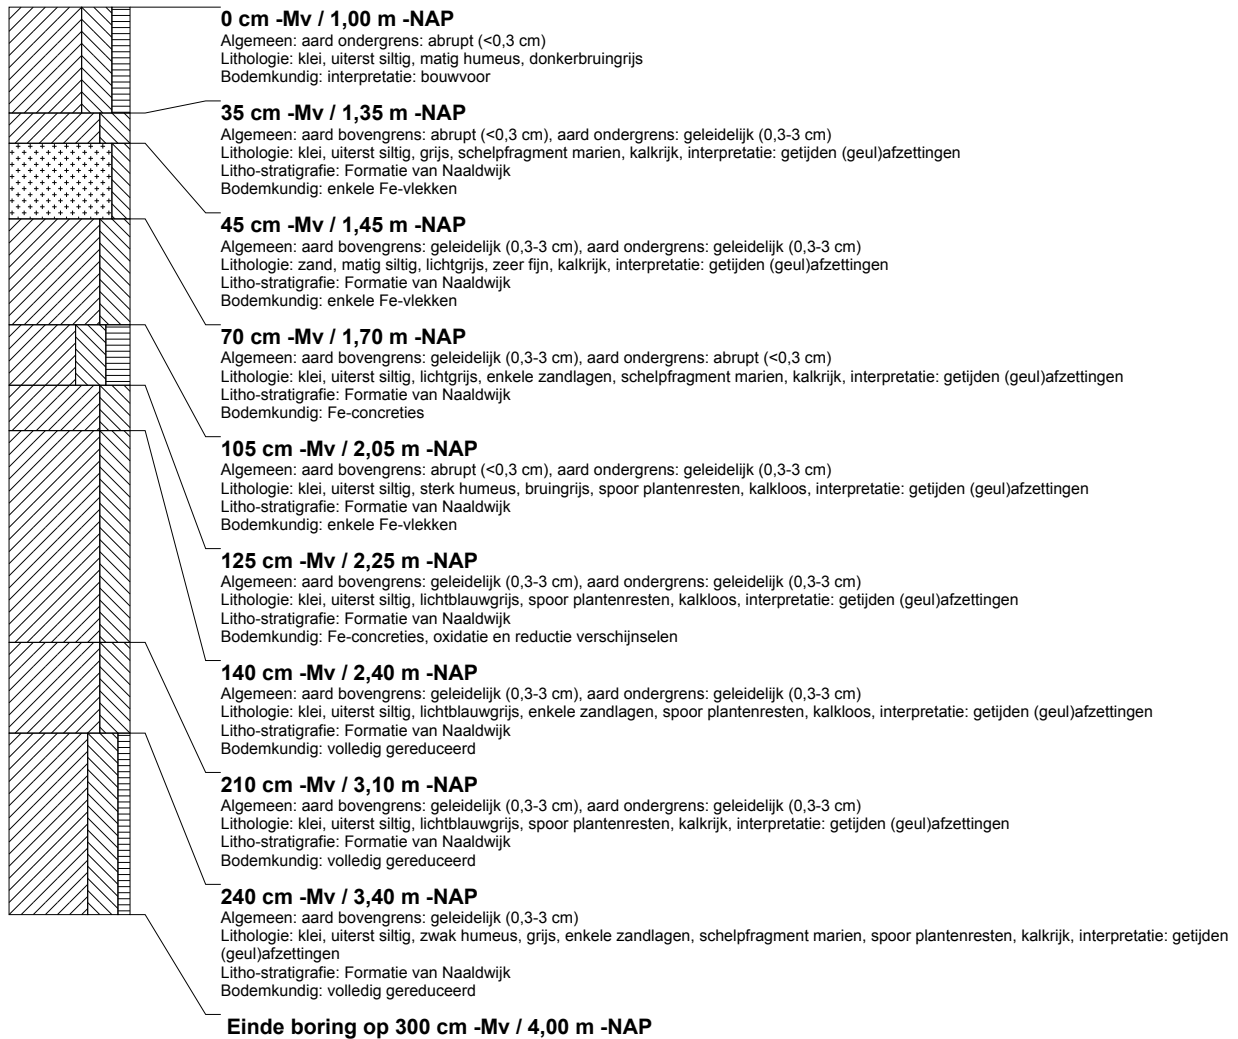 0 cm -Mv / 1,00 m -NAP
Algemeen: aard ondergrens: abrupt (<0,3 cm)
Lithologie: klei, uiterst siltig, matig humeus, donkerbruingrijs
Bodemkundig: interpretatie: bouwvoor
35 cm -Mv / 1,35 m -NAP
Algemeen: aard bovengrens: abrupt (<0,3 cm), aard ondergrens: geleidelijk (0,3-3 cm)
Lithologie: klei, uiterst siltig, grijs, schelpfragment marien, kalkrijk, interpretatie: getijden (geul)afzettingen
Litho-stratigrafie: Formatie van Naaldwijk
Bodemkundig: enkele Fe-vlekken
45 cm -Mv / 1,45 m -NAP
Algemeen: aard bovengrens: geleidelijk (0,3-3 cm), aard ondergrens: geleidelijk (0,3-3 cm)
Lithologie: zand, matig siltig, lichtgrijs, zeer fijn, kalkrijk, interpretatie: getijden (geul)afzettingen
Litho-stratigrafie: Formatie van Naaldwijk
Bodemkundig: enkele Fe-vlekken
70 cm -Mv / 1,70 m -NAP
Algemeen: aard bovengrens: geleidelijk (0,3-3 cm), aard ondergrens: abrupt (<0,3 cm)
Lithologie: klei, uiterst siltig, lichtgrijs, enkele zandlagen, schelpfragment marien, kalkrijk, interpretatie: getijden (geul)afzettingen
Litho-stratigrafie: Formatie van Naaldwijk
Bodemkundig: Fe-concreties
105 cm -Mv / 2,05 m -NAP
Algemeen: aard bovengrens: abrupt (<0,3 cm), aard ondergrens: geleidelijk (0,3-3 cm)
Lithologie: klei, uiterst siltig, sterk humeus, bruingrijs, spoor plantenresten, kalkloos, interpretatie: getijden (geul)afzettingen
Litho-stratigrafie: Formatie van Naaldwijk
Bodemkundig: enkele Fe-vlekken
125 cm -Mv / 2,25 m -NAP
Algemeen: aard bovengrens: geleidelijk (0,3-3 cm), aard ondergrens: geleidelijk (0,3-3 cm)
Lithologie: klei, uiterst siltig, lichtblauwgrijs, spoor plantenresten, kalkloos, interpretatie: getijden (geul)afzettingen
Litho-stratigrafie: Formatie van Naaldwijk
Bodemkundig: Fe-concreties, oxidatie en reductie verschijnselen
140 cm -Mv / 2,40 m -NAP
Algemeen: aard bovengrens: geleidelijk (0,3-3 cm), aard ondergrens: geleidelijk (0,3-3 cm)
Lithologie: klei, uiterst siltig, lichtblauwgrijs, enkele zandlagen, spoor plantenresten, kalkloos, interpretatie: getijden (geul)afzettingen
Litho-stratigrafie: Formatie van Naaldwijk
Bodemkundig: volledig gereduceerd
210 cm -Mv / 3,10 m -NAP
Algemeen: aard bovengrens: geleidelijk (0,3-3 cm), aard ondergrens: geleidelijk (0,3-3 cm)
Lithologie: klei, uiterst siltig, lichtblauwgrijs, spoor plantenresten, kalkrijk, interpretatie: getijden (geul)afzettingen
Litho-stratigrafie: Formatie van Naaldwijk
Bodemkundig: volledig gereduceerd
240 cm -Mv / 3,40 m -NAP
Algemeen: aard bovengrens: geleidelijk (0,3-3 cm)
Lithologie: klei, uiterst siltig, zwak humeus, grijs, enkele zandlagen, schelpfragment marien, spoor plantenresten, kalkrijk, interpretatie: getijden
(geul)afzettingen
Litho-stratigrafie: Formatie van Naaldwijk
Bodemkundig: volledig gereduceerd
Einde boring op 300 cm -Mv / 4,00 m -NAP